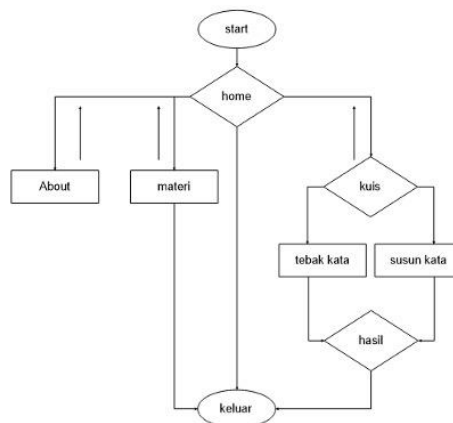 start
home
About
materi
kuis
tebak kata
susun kata
hasil
keluar